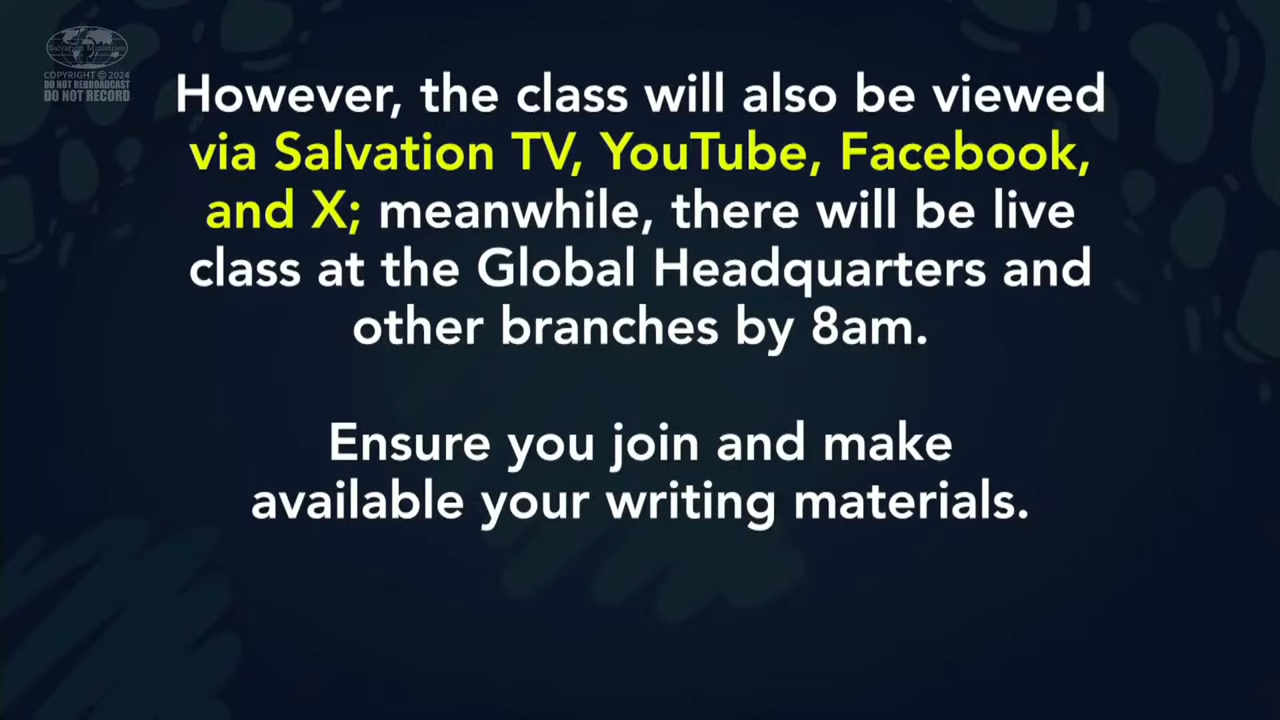 Salvation Ministries
COPYRIGHT © 2024
DO NOT REBROADCAST
DO NOT RECORD
However, the class will also be viewed
via Salvation TV, YouTube, Facebook,
and X; meanwhile, there will be live
class at the Global Headquarters and
other branches by 8am.
Ensure you join and make
available your writing materials.